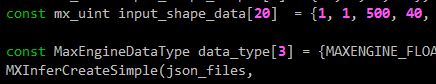 const mx_uint input_shape_data[20]  = {1, 1, 500, 40,
const MaxEngineDataType data_type[3] = {MAXENGINE_FLOA
MXInferCreateSimple(json_files,